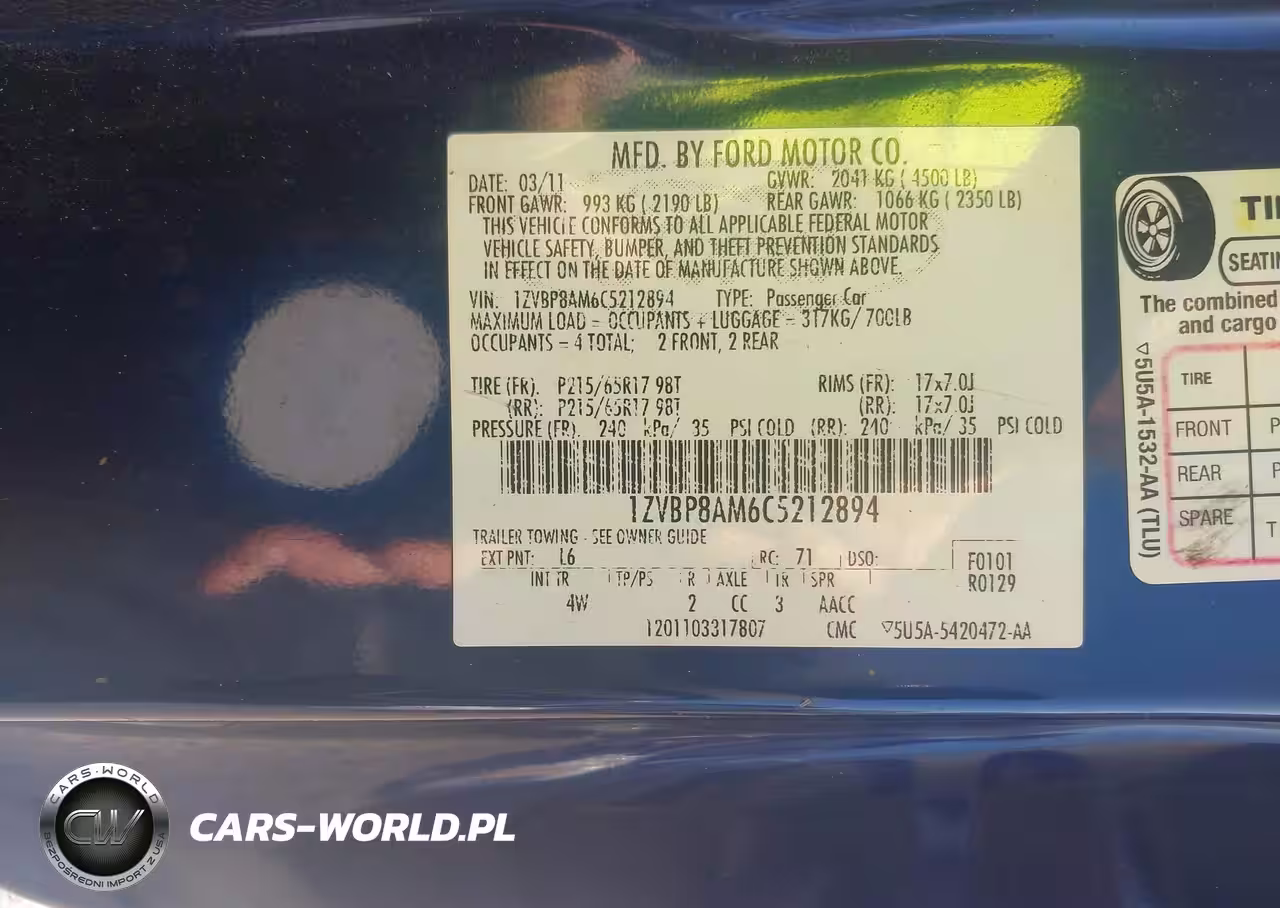 MFD. BY FORD MOTOR CO.
DATE: 03/11 GVWR: 2041 KG ( 4500 LB)
FRONT GAWR: 993 KG ( 2190 LB) REAR GAWR: 1066 KG ( 2350 LB)
THIS VEHICLE CONFORMS TO ALL APPLICABLE FEDERAL MOTOR
VEHICLE SAFETY, BUMPER, AND THEFT PREVENTION STANDARDS
IN EFFECT ON THE DATE OF MANUFACTURE SHOWN ABOVE.
VIN: 1ZVBP8AM6C5212894 TYPE: Passenger Car
MAXIMUM LOAD = OCCUPANTS + LUGGAGE = 317KG/ 700LB
OCCUPANTS = 4 TOTAL; 2 FRONT, 2 REAR
TIRE (FR): P215/65R17 98T RIMS (FR): 17x7.0J
(RR): P215/65R17 98T (RR): 17x7.0J
PRESSURE (FR): 240 kPa/ 35 PSI COLD (RR): 240 kPa/ 35 PSI COLD
1ZVBP8AM6C5212894
TRAILER TOWING - SEE OWNER GUIDE
EXT PNT: L6 RC: 71 DSO: F0101
R0129
INT TR TP/PS R AXLE TR SPR
4W 2 CC 3 AACC
1201103317807 CMC ▽5U5A-5420472-AA
SEATIN
The combined
and cargo
TIRE
FRONT P
REAR P
SPARE T
▽5U5A-1532-AA (TLU)
CARS-WORLD
CW
BEZPOŚREDNI IMPORT Z USA
CARS-WORLD.PL